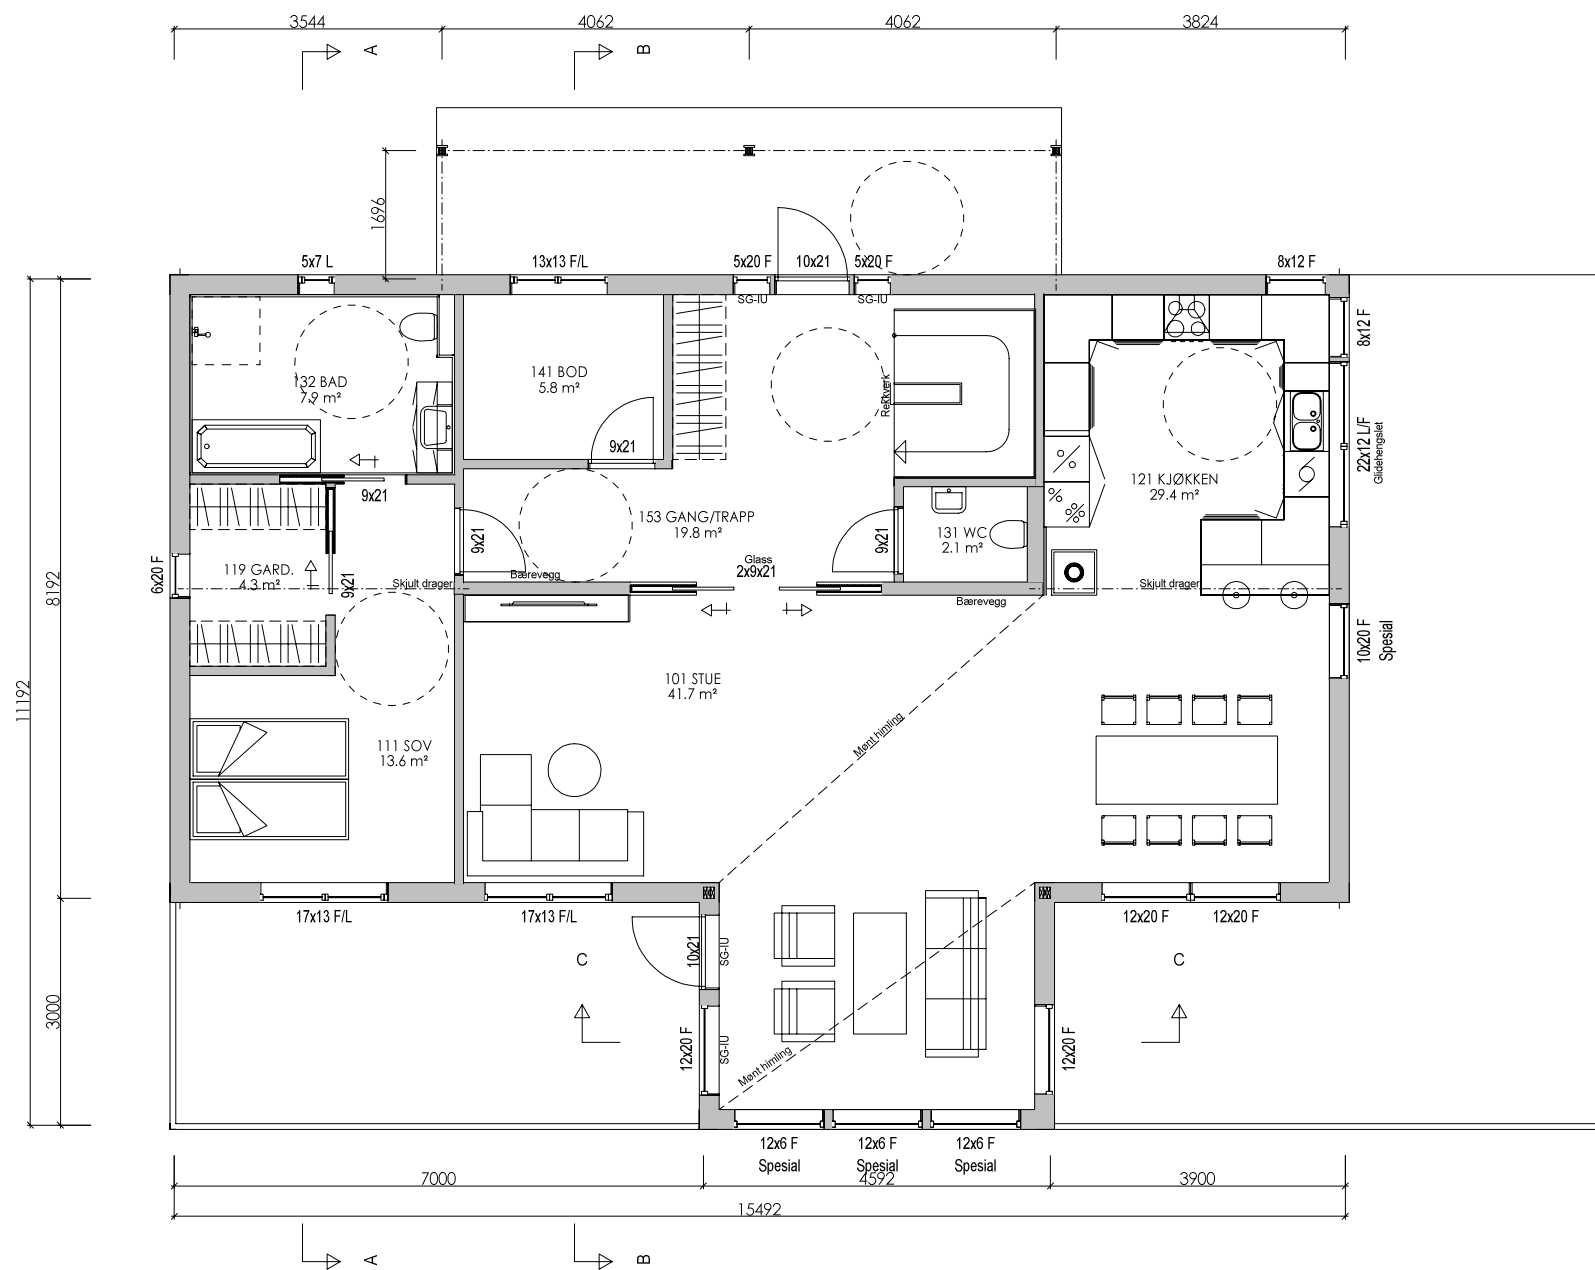 3544
4062
4062
3824
A
B
1696
5x7 L
13x13 F/L
5x20 F
10x21
5x20 F
8x12 F
SG-IU
SG-IU
8x12 F
132 BAD
7.9 m²
141 BOD
5.8 m²
Rekkverk
22x12 L/F
Glidehengslet
9x21
9x21
121 KJØKKEN
29.4 m²
153 GANG/TRAPP
19.8 m²
9x21
9x21
131 WC
2.1 m²
Glass
2x9x21
6x20 F
119 GARD.
4.3 m²
9x21
Skjult drager
Bærevegg
Bærevegg
Skjult drager
8192
11192
10x20 F
Spesial
101 STUE
41.7 m²
Mønt himling
111 SOV
13.6 m²
17x13 F/L
17x13 F/L
12x20 F
12x20 F
10x21
SG-IU
C
C
3000
12x20 F
SG-IU
12x20 F
Mønt himling
12x6 F
Spesial
12x6 F
Spesial
12x6 F
Spesial
7000
4592
3900
15492
A
B